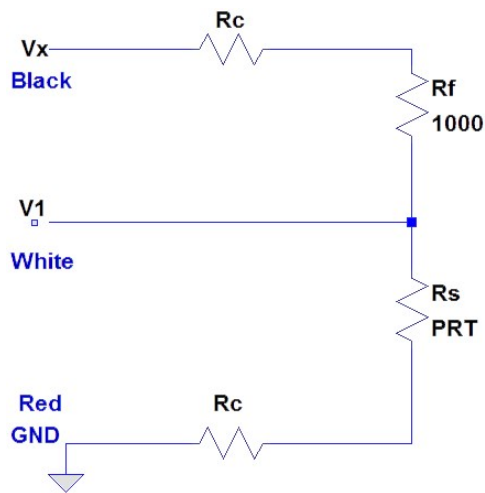 Rc
Vx
Black
Rf
1000
V1
White
Rs
PRT
Red
Rc
GND